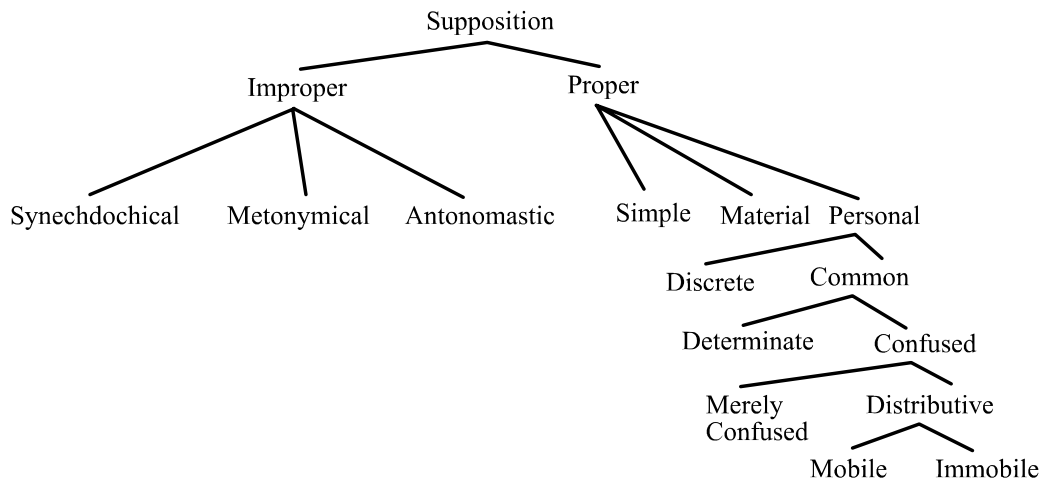 Supposition
Improper
Proper
Synechdochical
Metonymical
Antonomastic
Simple
Material
Personal
Discrete
Common
Determinate
Confused
Merely
Confused
Distributive
Mobile
Immobile